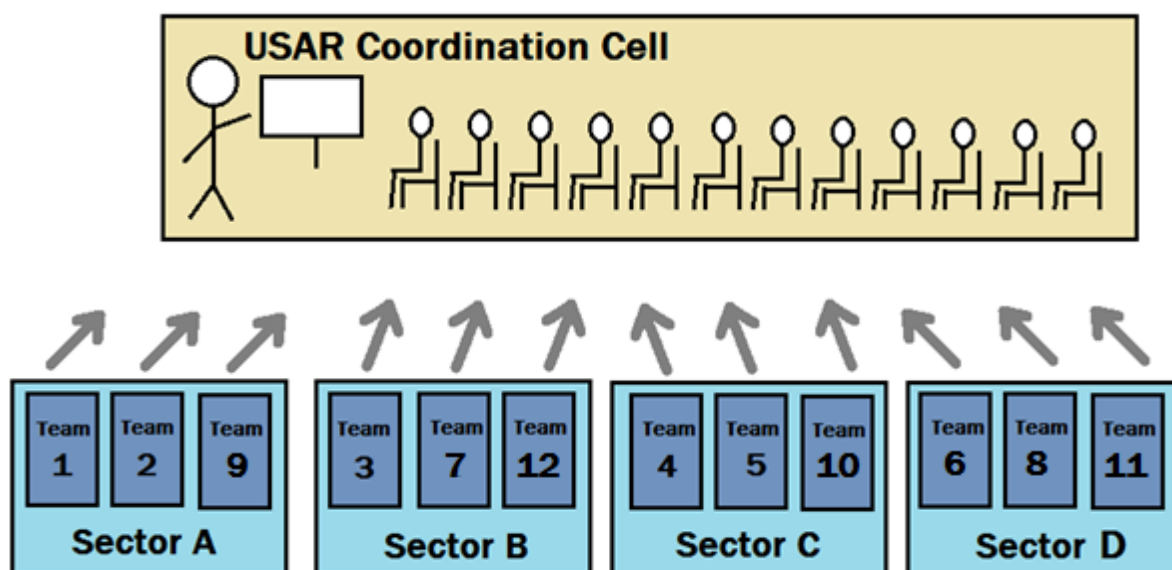 USAR Coordination Cell
Team 1
Team 2
Team 9
Sector A
Team 3
Team 7
Team 12
Sector B
Team 4
Team 5
Team 10
Sector C
Team 6
Team 8
Team 11
Sector D